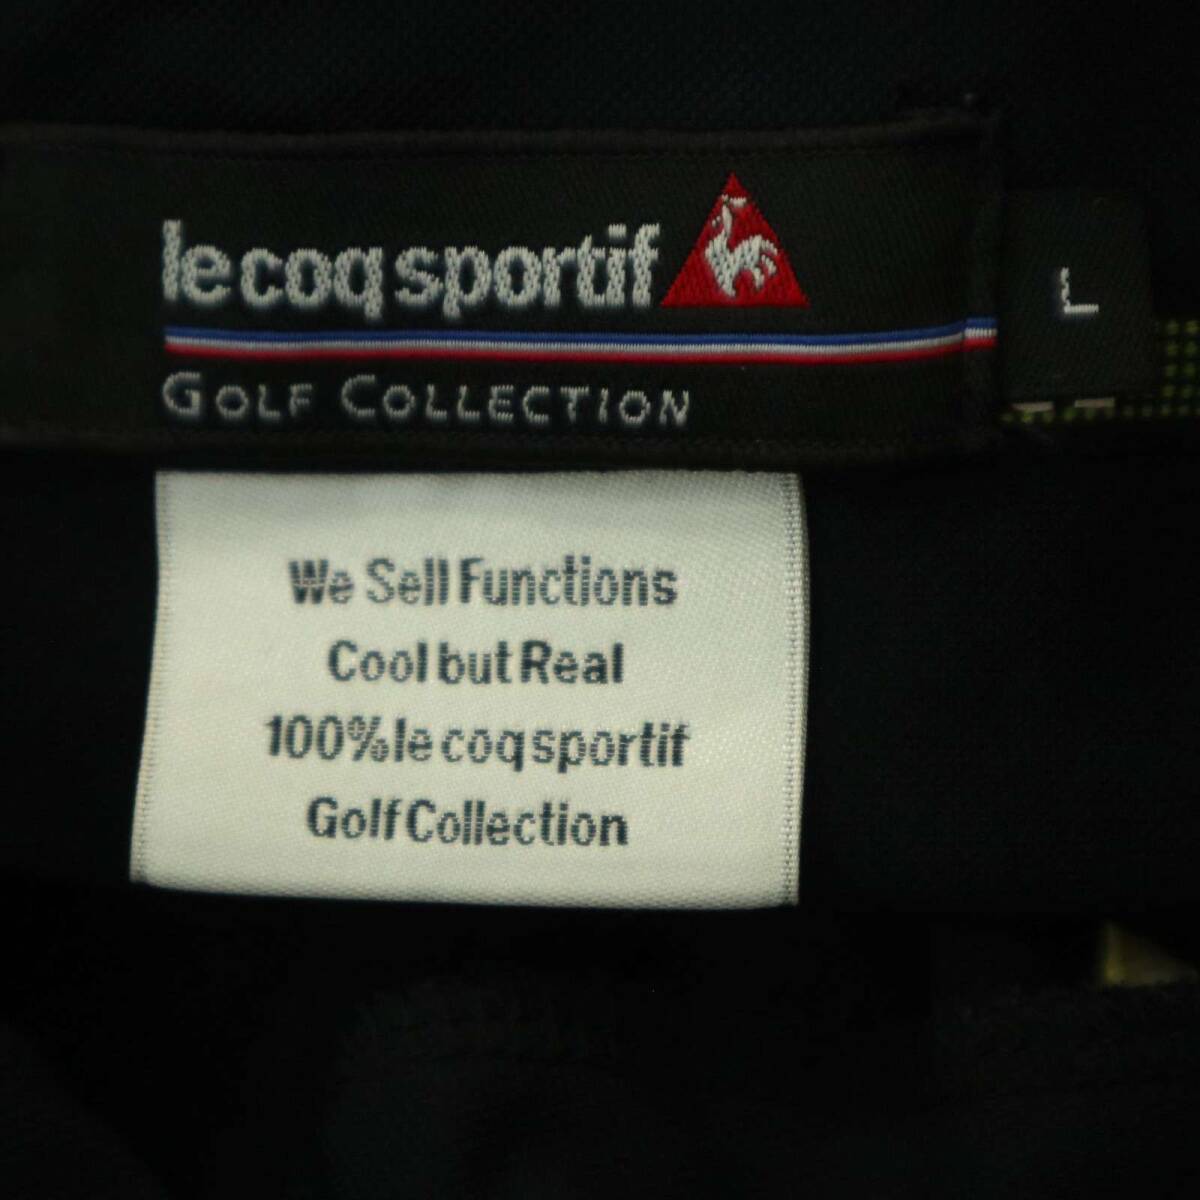 le coq sportif
GOLF COLLECTION
L
We Sell Functions
Cool but Real
100% le coq sportif
Golf Collection